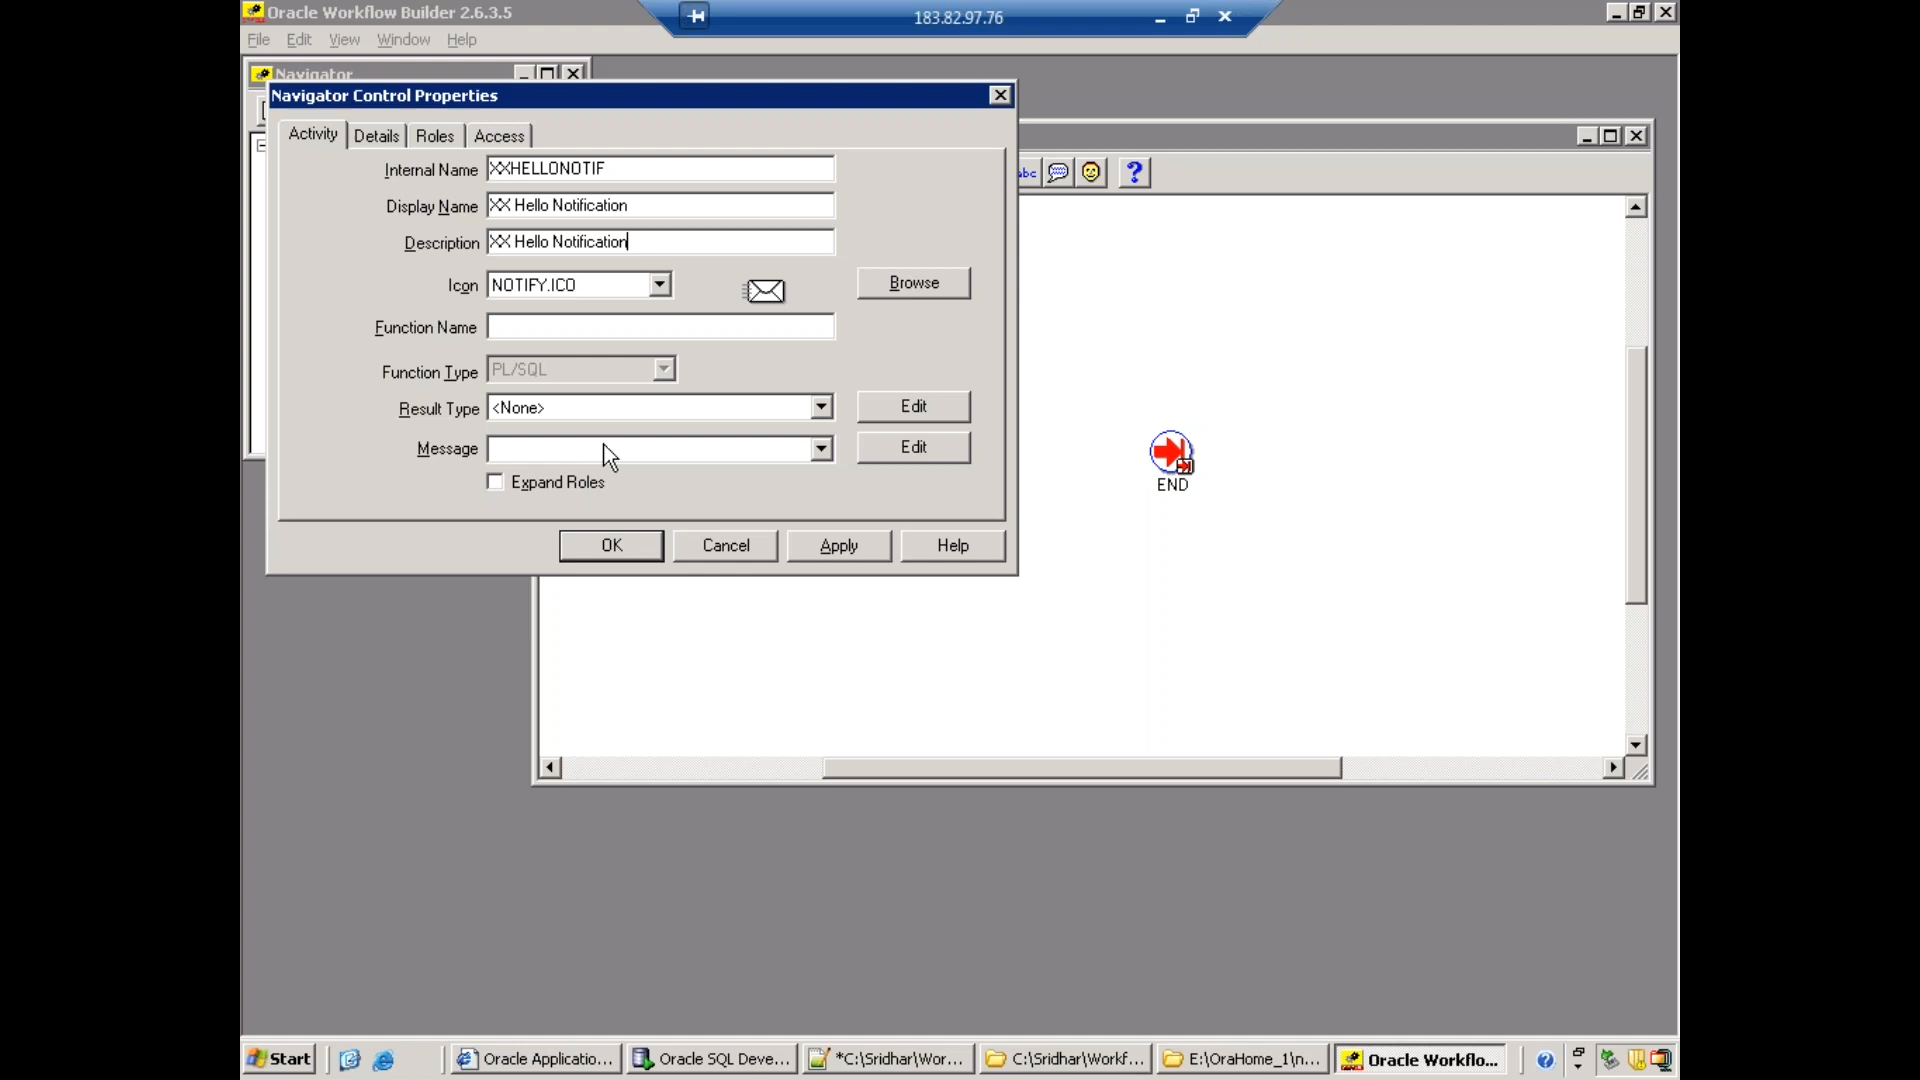 Oracle Workflow Builder 2.6.3.5
183.82.97.76
File Edit View Window Help
Navigator
Navigator Control Properties
Activity Details Roles Access
Internal Name XXHELLONOTIF
Display Name XX Hello Notification
Description XX Hello Notification
Icon NOTIFY.ICO Browse
Function Name
Function Type PL/SQL
Result Type <None> Edit
Message Edit
Expand Roles
OK Cancel Apply Help
abc ?
END
Start Oracle Applicatio... Oracle SQL Deve... *C:\Sridhar\Wor... C:\Sridhar\Workf... E:\OraHome_1\n... Oracle Workflo...